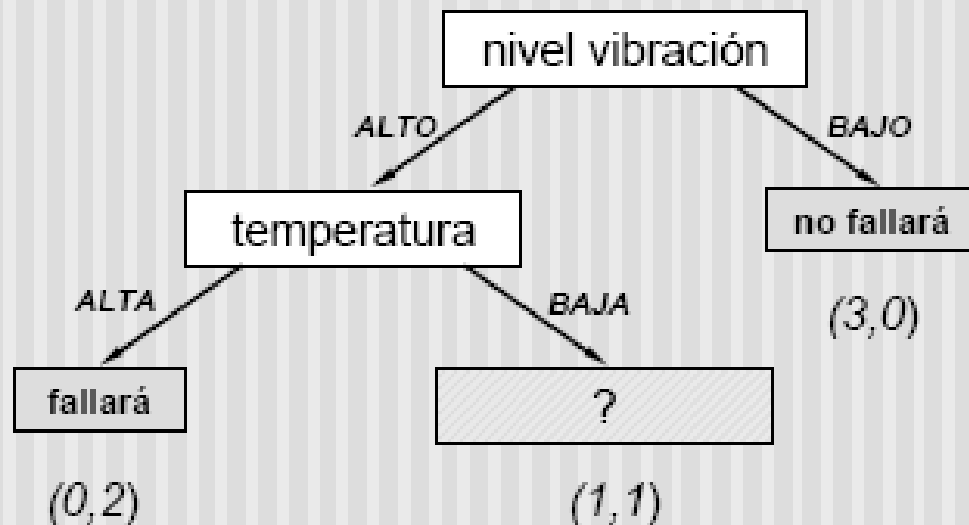 nivel vibración
ALTO
BAJO
temperatura
no fallará
ALTA
BAJA
(3,0)
fallará
?
(0,2)
(1,1)